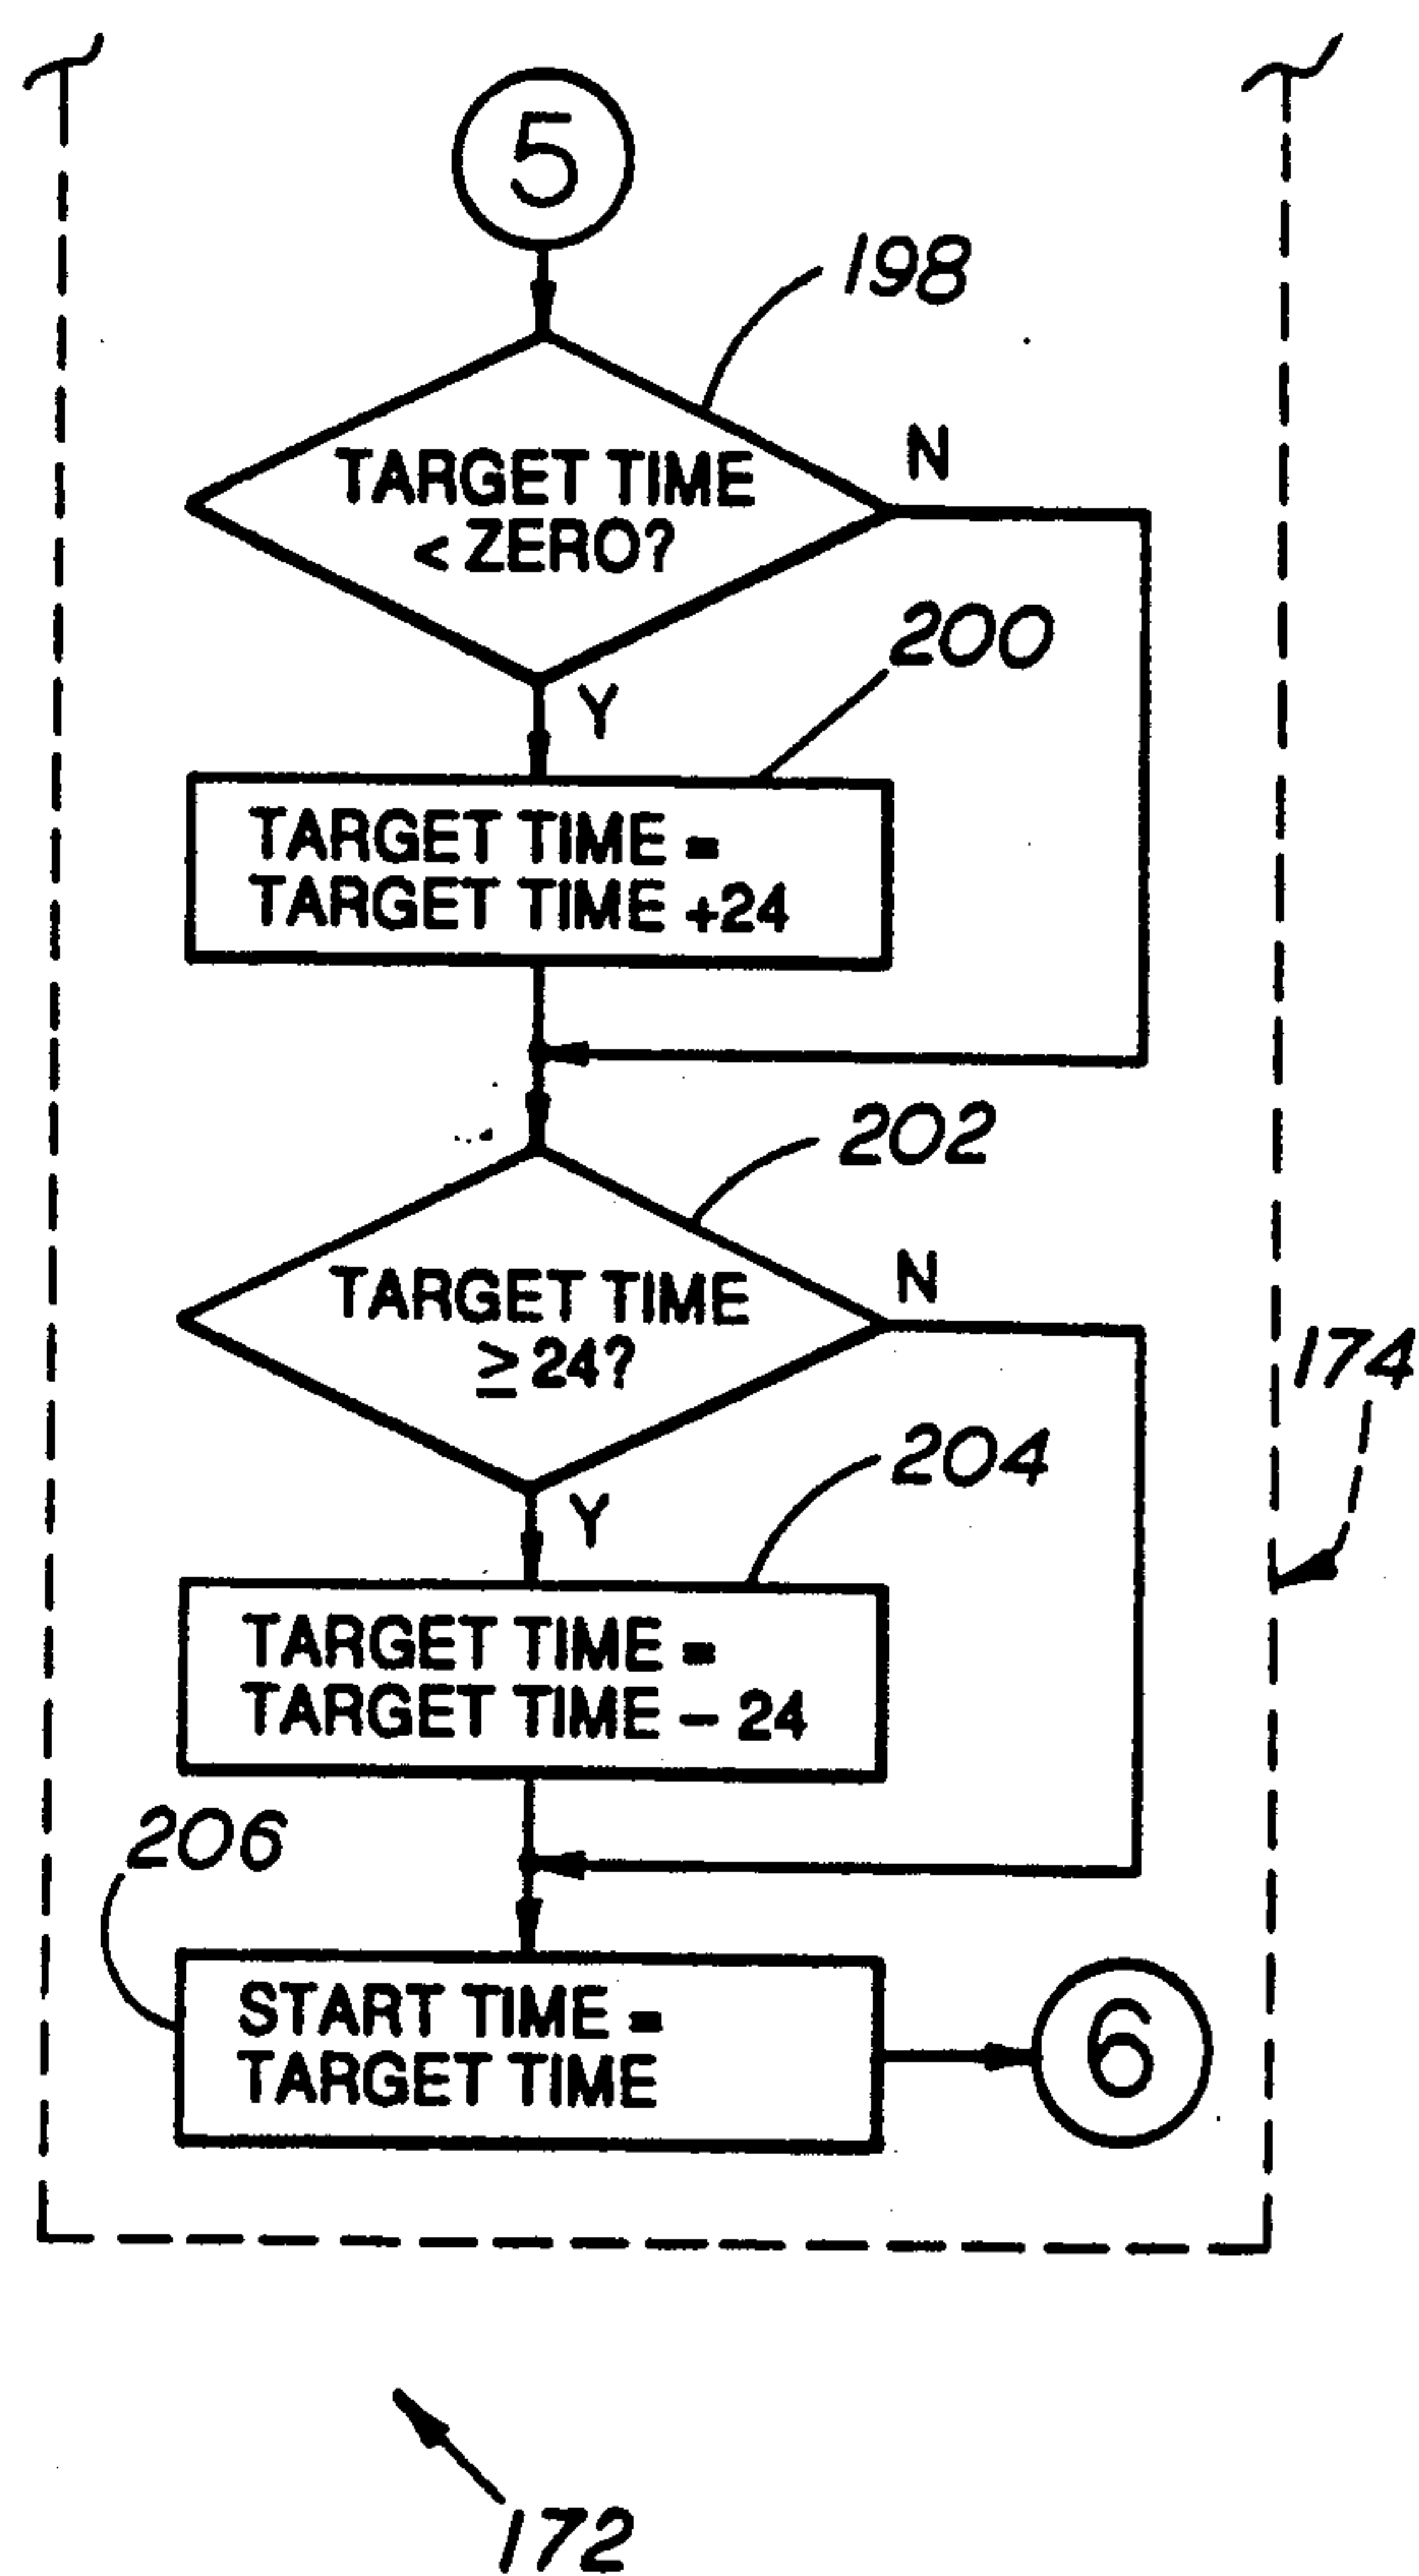 5
198
TARGET TIME
< ZERO?
N
200
Y
TARGET TIME =
TARGET TIME +24
202
TARGET TIME
≥ 24?
N
174
204
Y
TARGET TIME =
TARGET TIME – 24
206
START TIME =
TARGET TIME
6
172